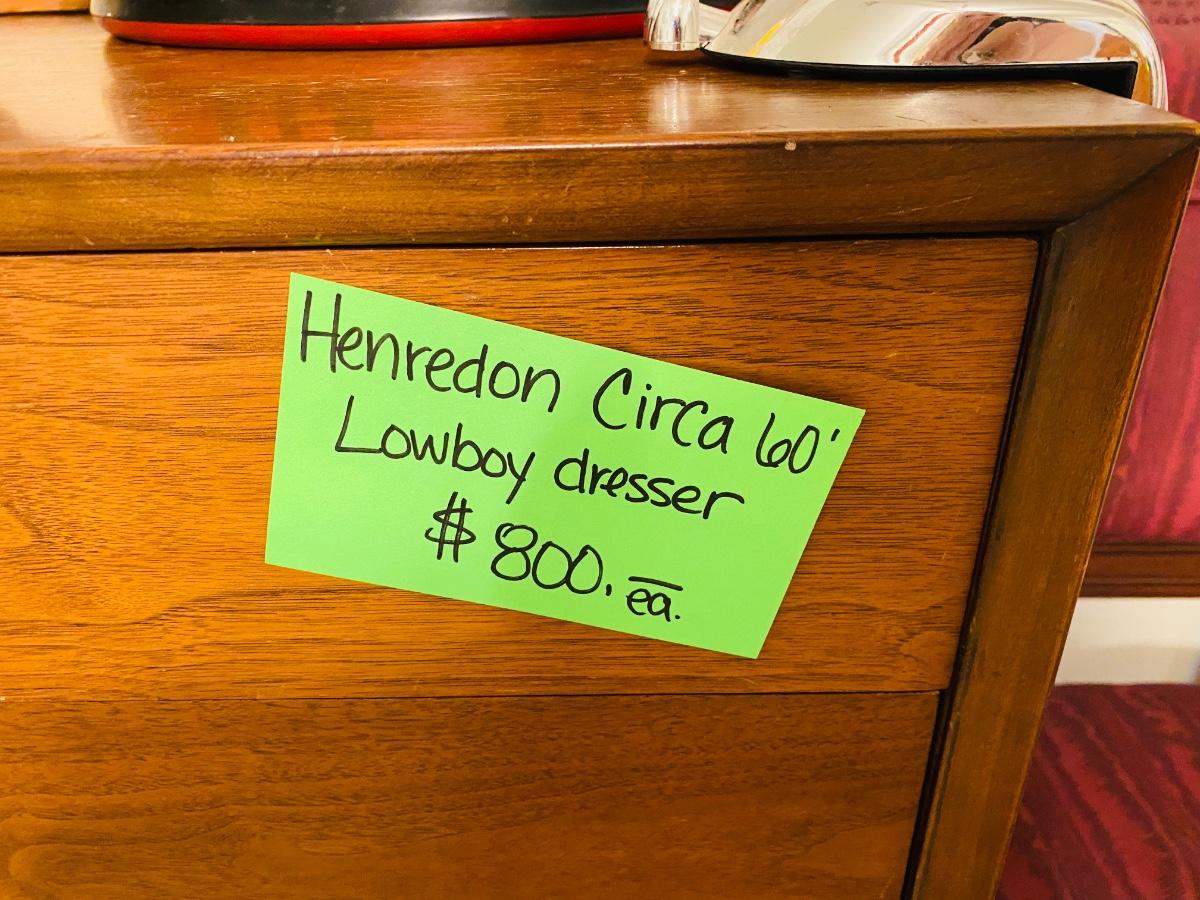 Henredon Circa 60'
Lowboy dresser
$800. ea.